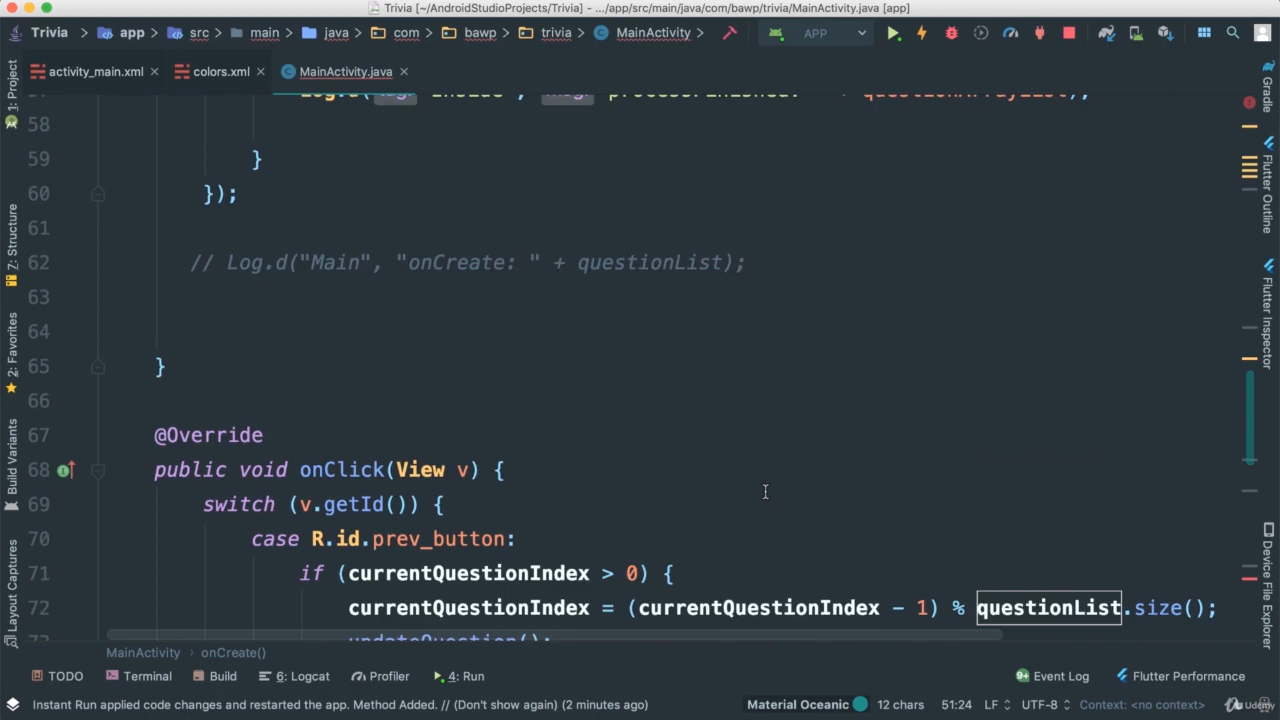 Trivia [~/AndroidStudioProjects/Trivia] - .../app/src/main/java/com/bawp/trivia/MainActivity.java [app]
Trivia app src main java com bawp trivia MainActivity APP
activity_main.xml colors.xml MainActivity.java
1: Project
7: Structure
2: Favorites
Build Variants
Layout Captures
58
59 }
60 });
61
62 // Log.d("Main", "onCreate: " + questionList);
63
64
65 }
66
67 @Override
68 public void onClick(View v) {
69 switch (v.getId()) {
70 case R.id.prev_button:
71 if (currentQuestionIndex > 0) {
72 currentQuestionIndex = (currentQuestionIndex - 1) % questionList.size();
Gradle
Flutter Outline
Flutter Inspector
Device File Explorer
MainActivity onCreate()
TODO Terminal Build 6: Logcat Profiler 4: Run 9+ Event Log Flutter Performance
Instant Run applied code changes and restarted the app. Method Added. // (Don't show again) (2 minutes ago) Material Oceanic 12 chars 51:24 LF UTF-8 Context: <no context>
Udemy